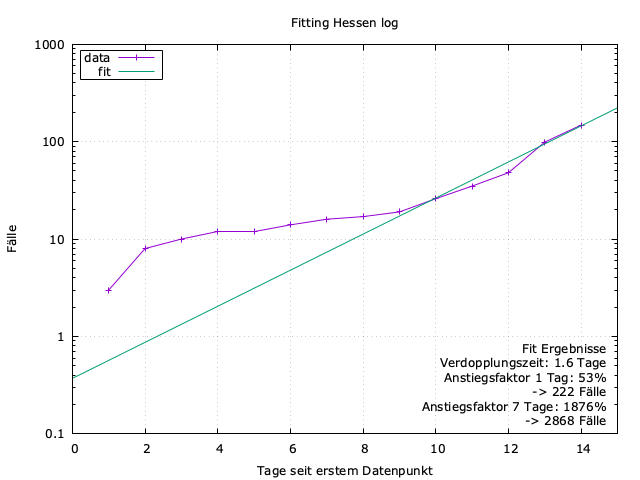 Fitting Hessen log
1000
100
10
1
0.1
Fälle
data
fit
Fit Ergebnisse
Verdopplungszeit: 1.6 Tage
Anstiegsfaktor 1 Tag: 53%
-> 222 Fälle
Anstiegsfaktor 7 Tage: 1876%
-> 2868 Fälle
0 2 4 6 8 10 12 14
Tage seit erstem Datenpunkt